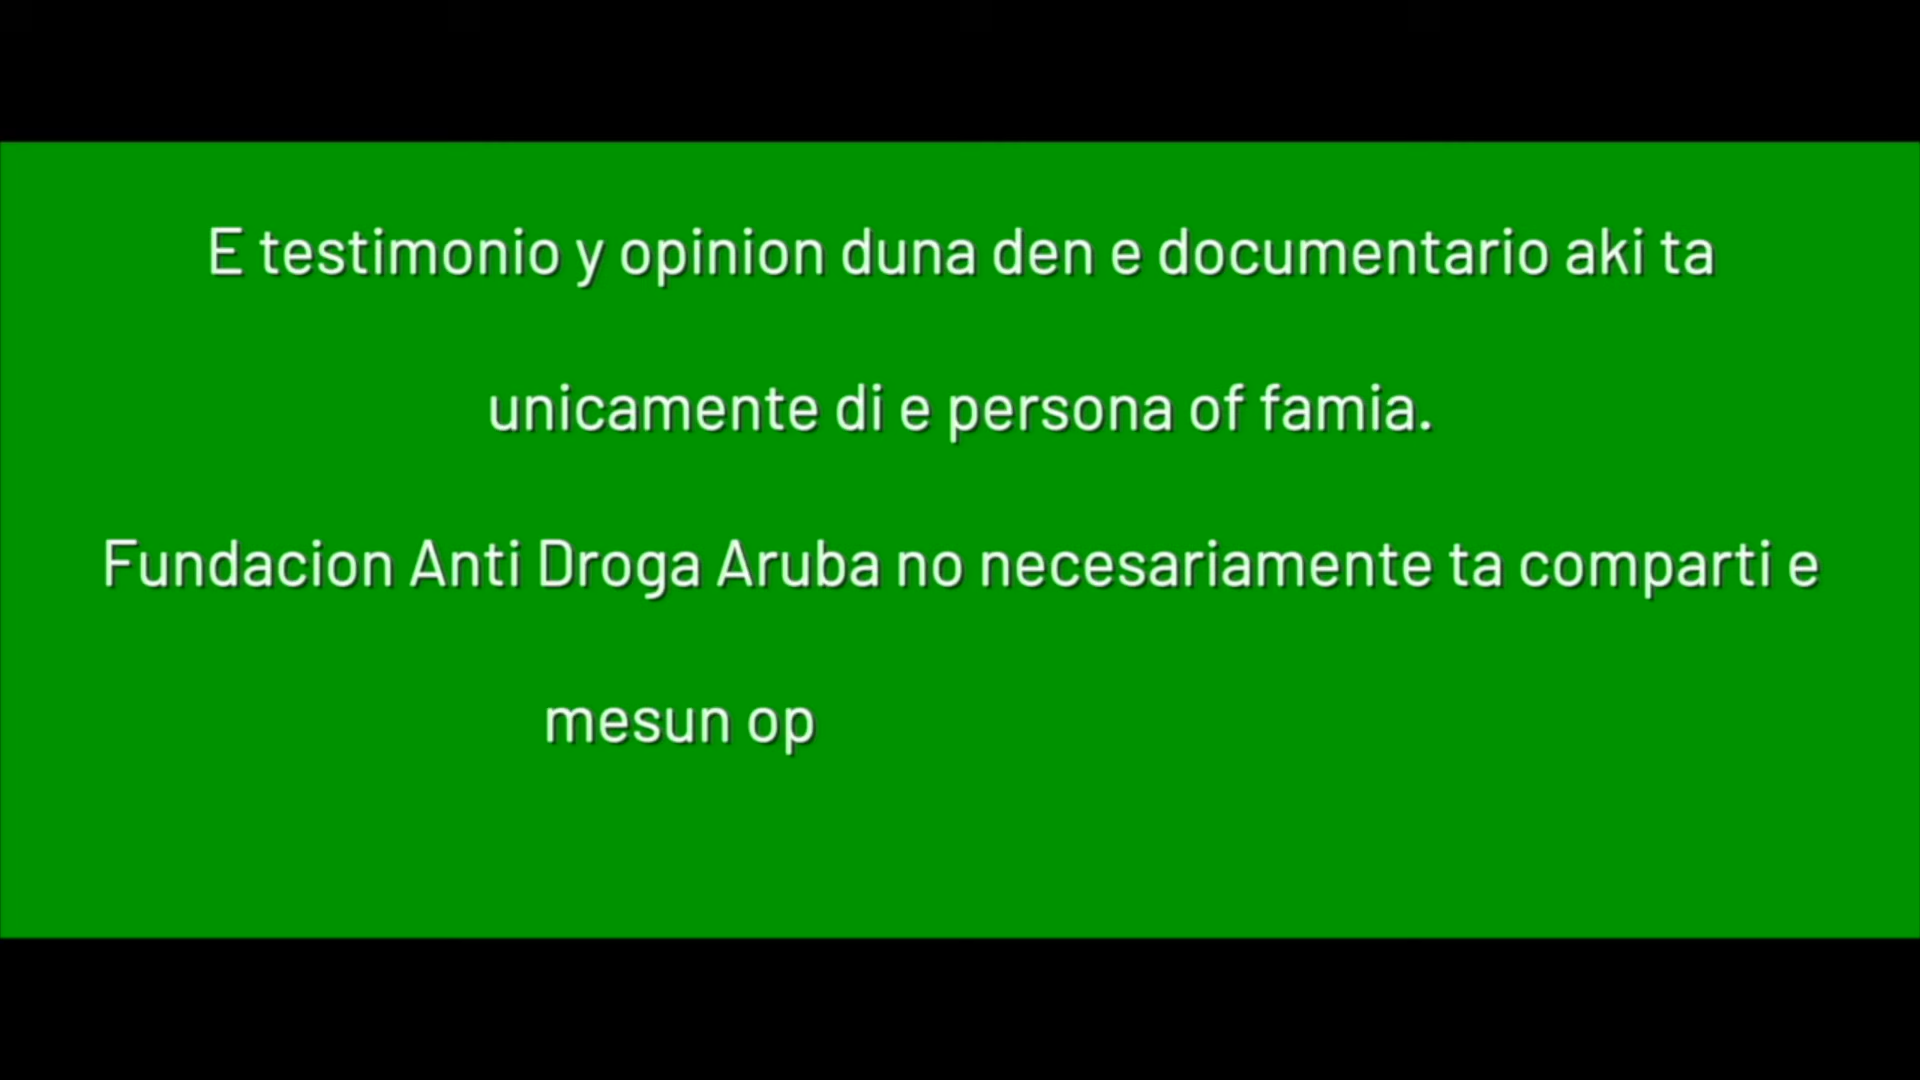 E testimonio y opinion duna den e documentario aki ta
unicamente di e persona of famia.
Fundacion Anti Droga Aruba no necesariamente ta comparti e
mesun op